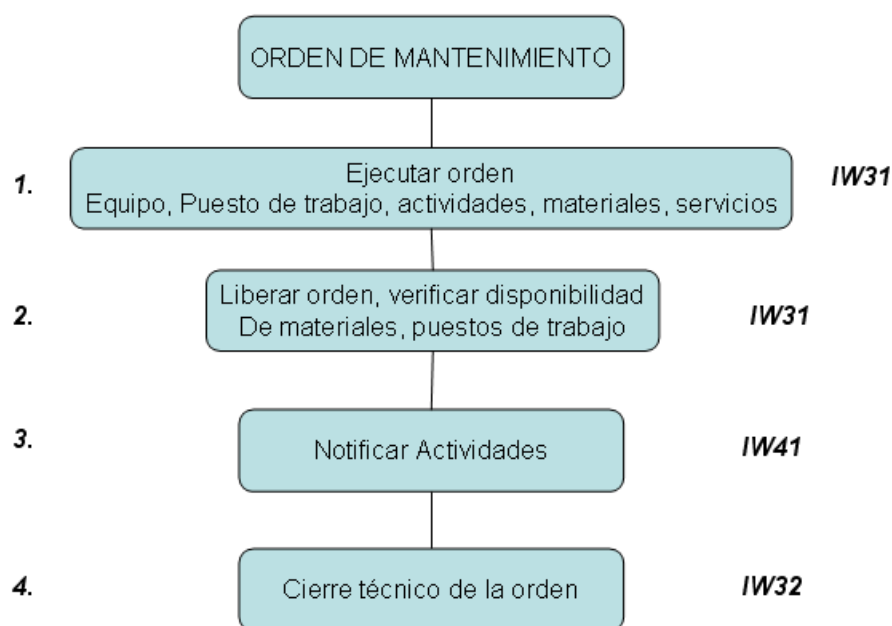 ORDEN DE MANTENIMIENTO
1.
Ejecutar orden
Equipo, Puesto de trabajo, actividades, materiales, servicios
IW31
2.
Liberar orden, verificar disponibilidad
De materiales, puestos de trabajo
IW31
3.
Notificar Actividades
IW41
4.
Cierre técnico de la orden
IW32